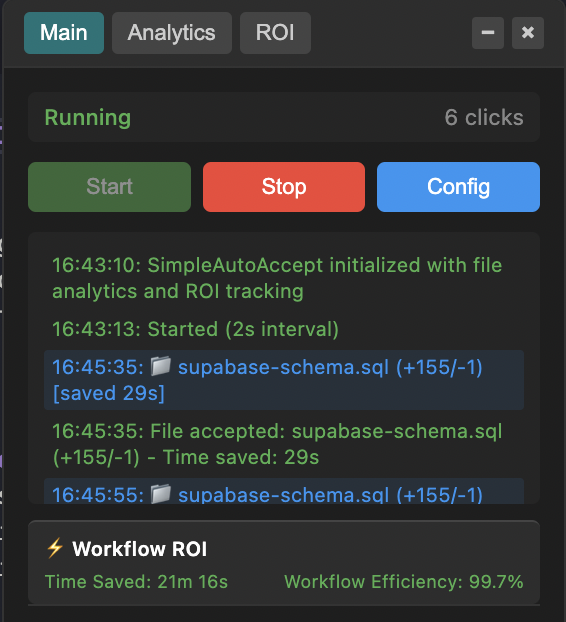 Main Analytics ROI
Running 6 clicks
Start Stop Config
16:43:10: SimpleAutoAccept initialized with file
analytics and ROI tracking
16:43:13: Started (2s interval)
16:45:35: 📁 supabase-schema.sql (+155/-1)
[saved 29s]
16:45:35: File accepted: supabase-schema.sql
(+155/-1) - Time saved: 29s
16:45:55: 📁 supabase-schema.sql (+155/-1)
⚡ Workflow ROI
Time Saved: 21m 16s Workflow Efficiency: 99.7%